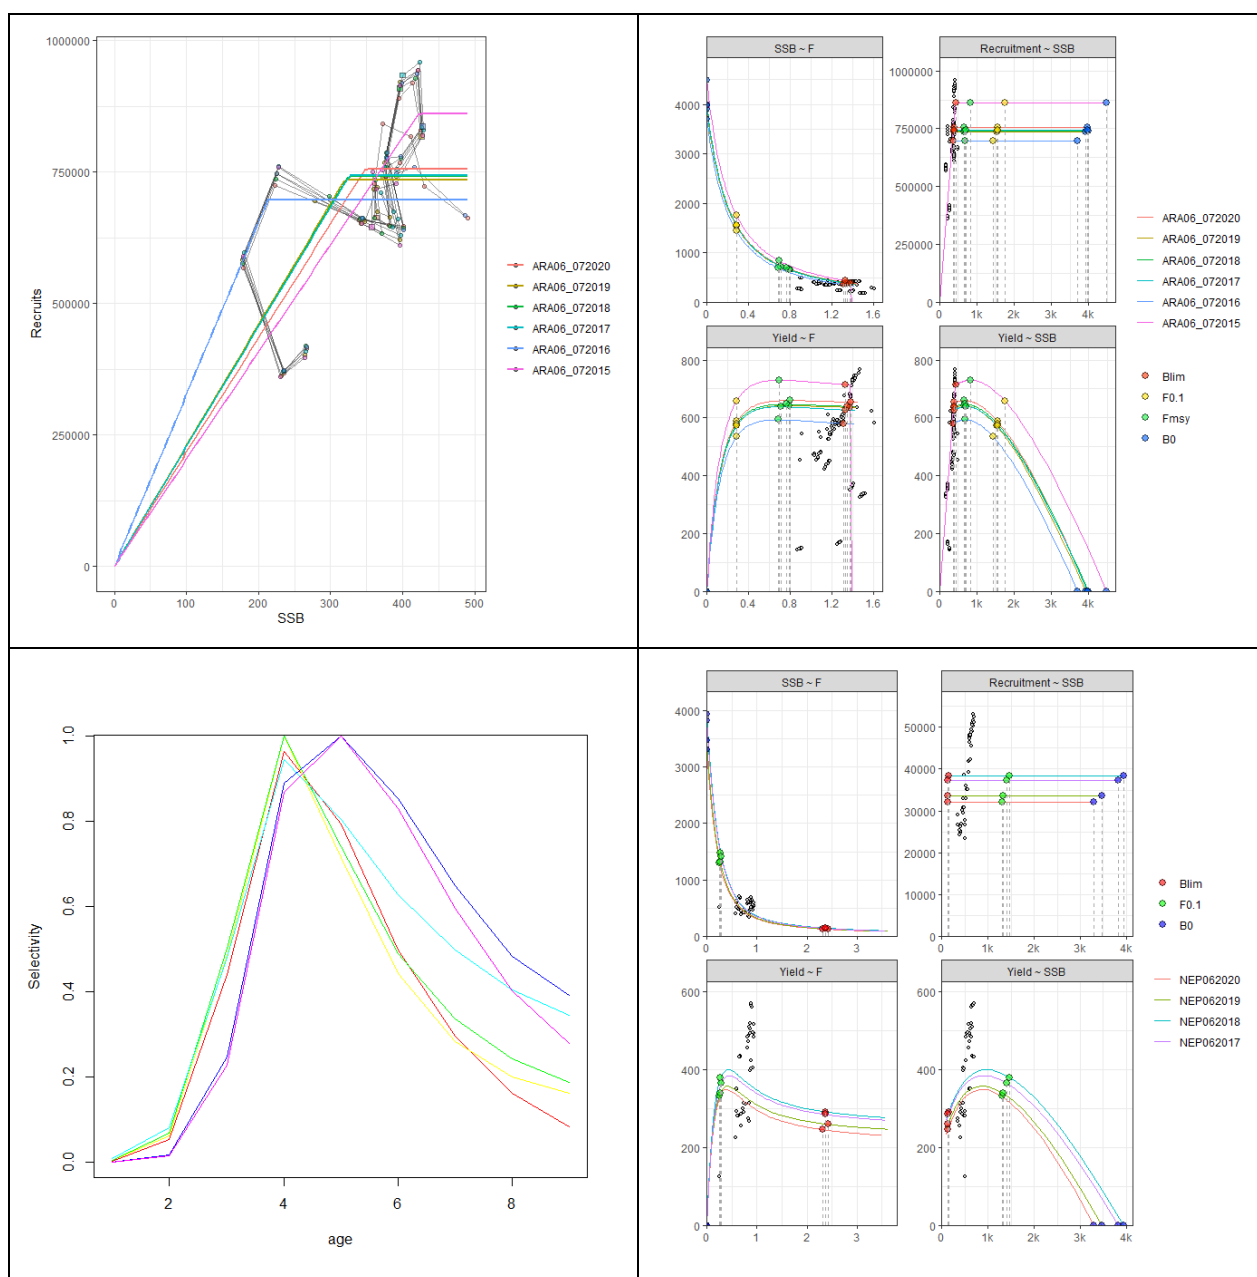 1000000
750000
500000
250000
0
Recruits
0 100 200 300 400 500
SSB
ARA06_072020
ARA06_072019
ARA06_072018
ARA06_072017
ARA06_072016
ARA06_072015
SSB ~ F
4000
3000
2000
1000
0
0 0.4 0.8 1.2 1.6
Recruitment ~ SSB
1000000
750000
500000
250000
0
0 1k 2k 3k 4k
Yield ~ F
800
600
400
200
0
0 0.4 0.8 1.2 1.6
Yield ~ SSB
800
600
400
200
0
0 1k 2k 3k 4k
ARA06_072020
ARA06_072019
ARA06_072018
ARA06_072017
ARA06_072016
ARA06_072015
Blim
F0.1
Fmsy
B0
1.0
0.8
0.6
0.4
0.2
0.0
Selectivity
2 4 6 8
age
SSB ~ F
4000
3000
2000
1000
0
0 1 2 3
Recruitment ~ SSB
50000
40000
30000
20000
10000
0
0 1k 2k 3k 4k
Yield ~ F
600
400
200
0
0 1 2 3
Yield ~ SSB
600
400
200
0
0 1k 2k 3k 4k
Blim
F0.1
B0
NEP062020
NEP062019
NEP062018
NEP062017